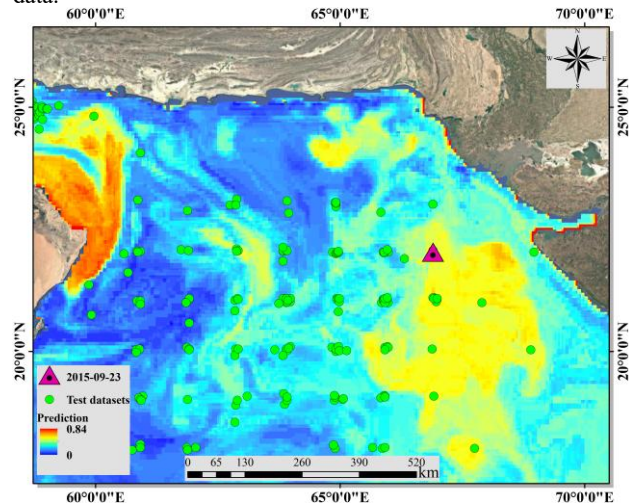 data.
60°0'0"E 65°0'0"E 70°0'0"E
N
W E
S
25°0'0"N 25°0'0"N
20°0'0"N 20°0'0"N
2015-09-23
Test datasets
Prediction
0.84
0
0 65 130 260 390 520
km
60°0'0"E 65°0'0"E 70°0'0"E